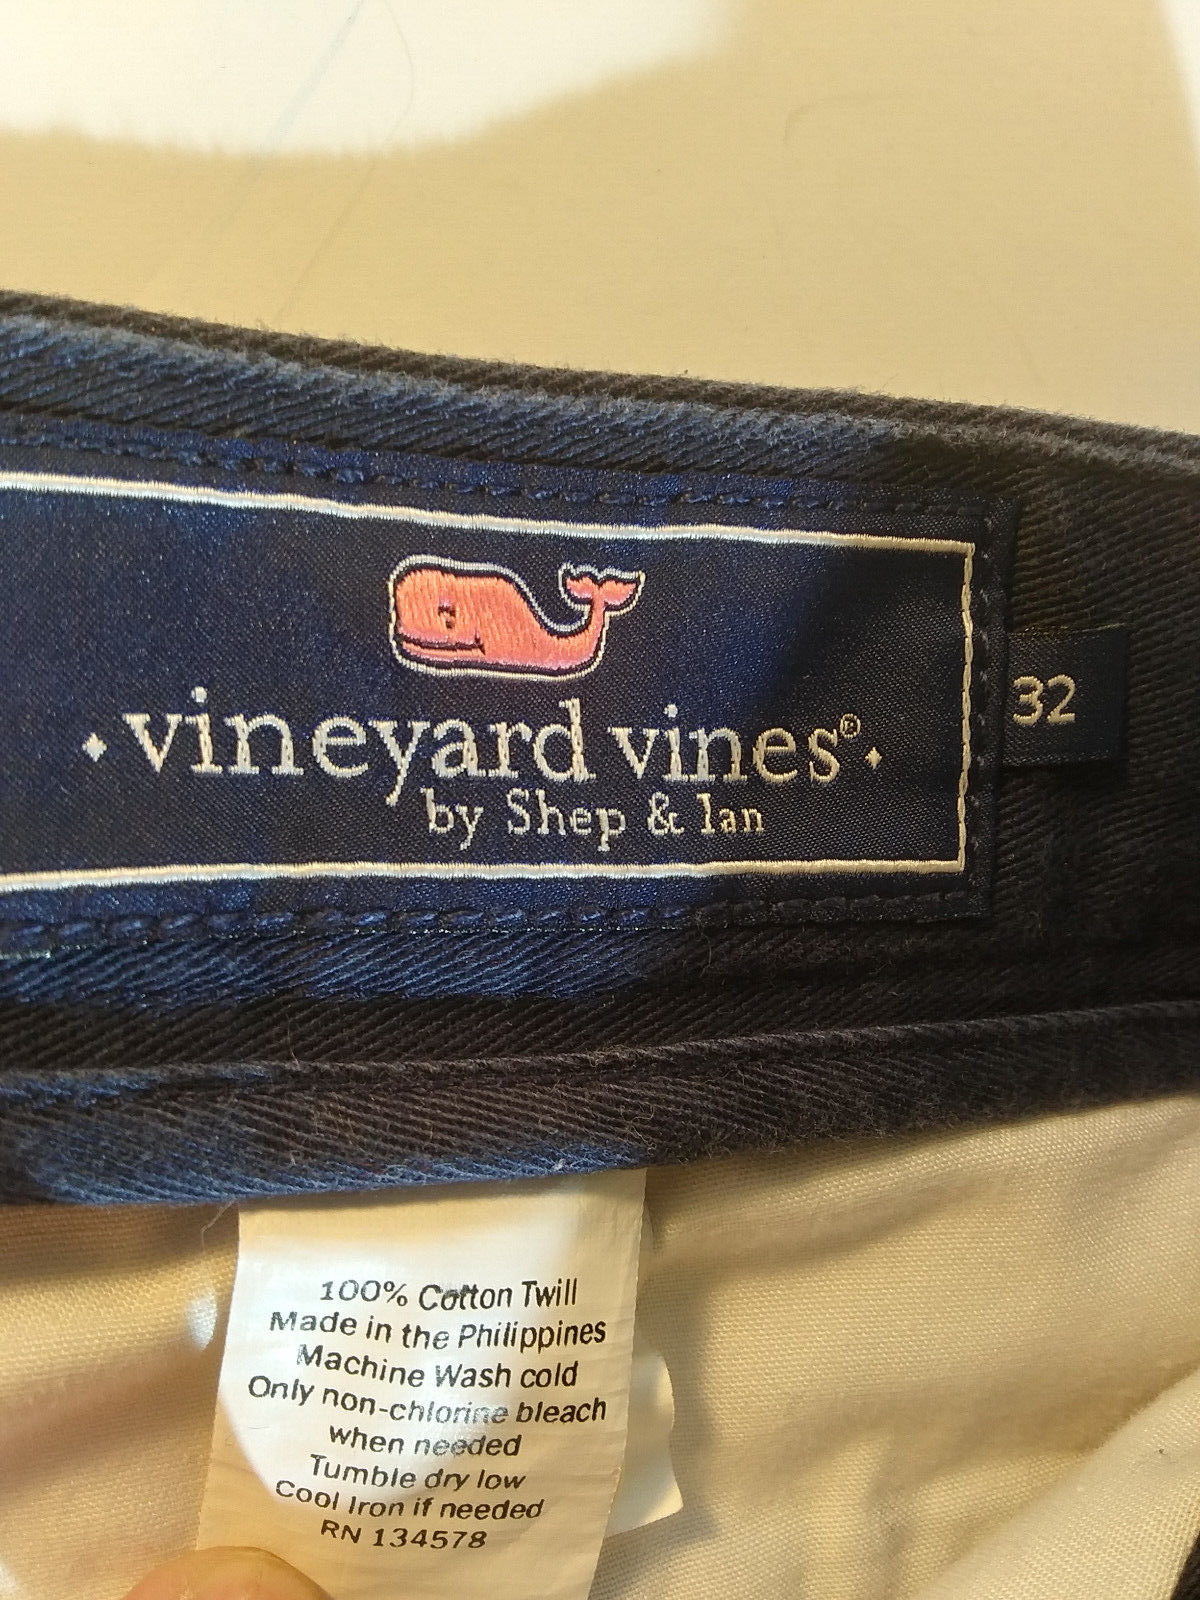 vineyard vines®
by Shep & Ian
32
100% Cotton Twill
Made in the Philippines
Machine Wash cold
Only non-chlorine bleach
when needed
Tumble dry low
Cool Iron if needed
RN 134578